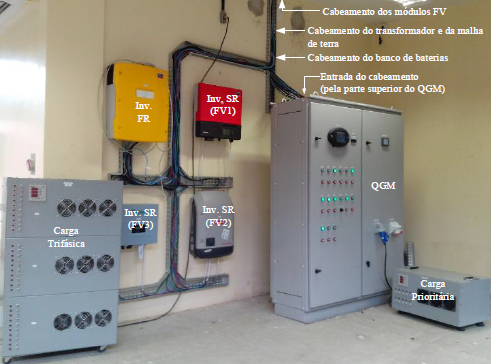 Cabeamento dos módulos FV
Cabeamento do transformador e da malha
de terra
Cabeamento do banco de baterias
Entrada do cabeamento
(pela parte superior do QGM)
Inv.
FR
Inv. SR
(FV1)
QGM
Inv. SR
(FV3)
Inv. SR
(FV2)
Carga
Trifásica
Carga
Prioritária